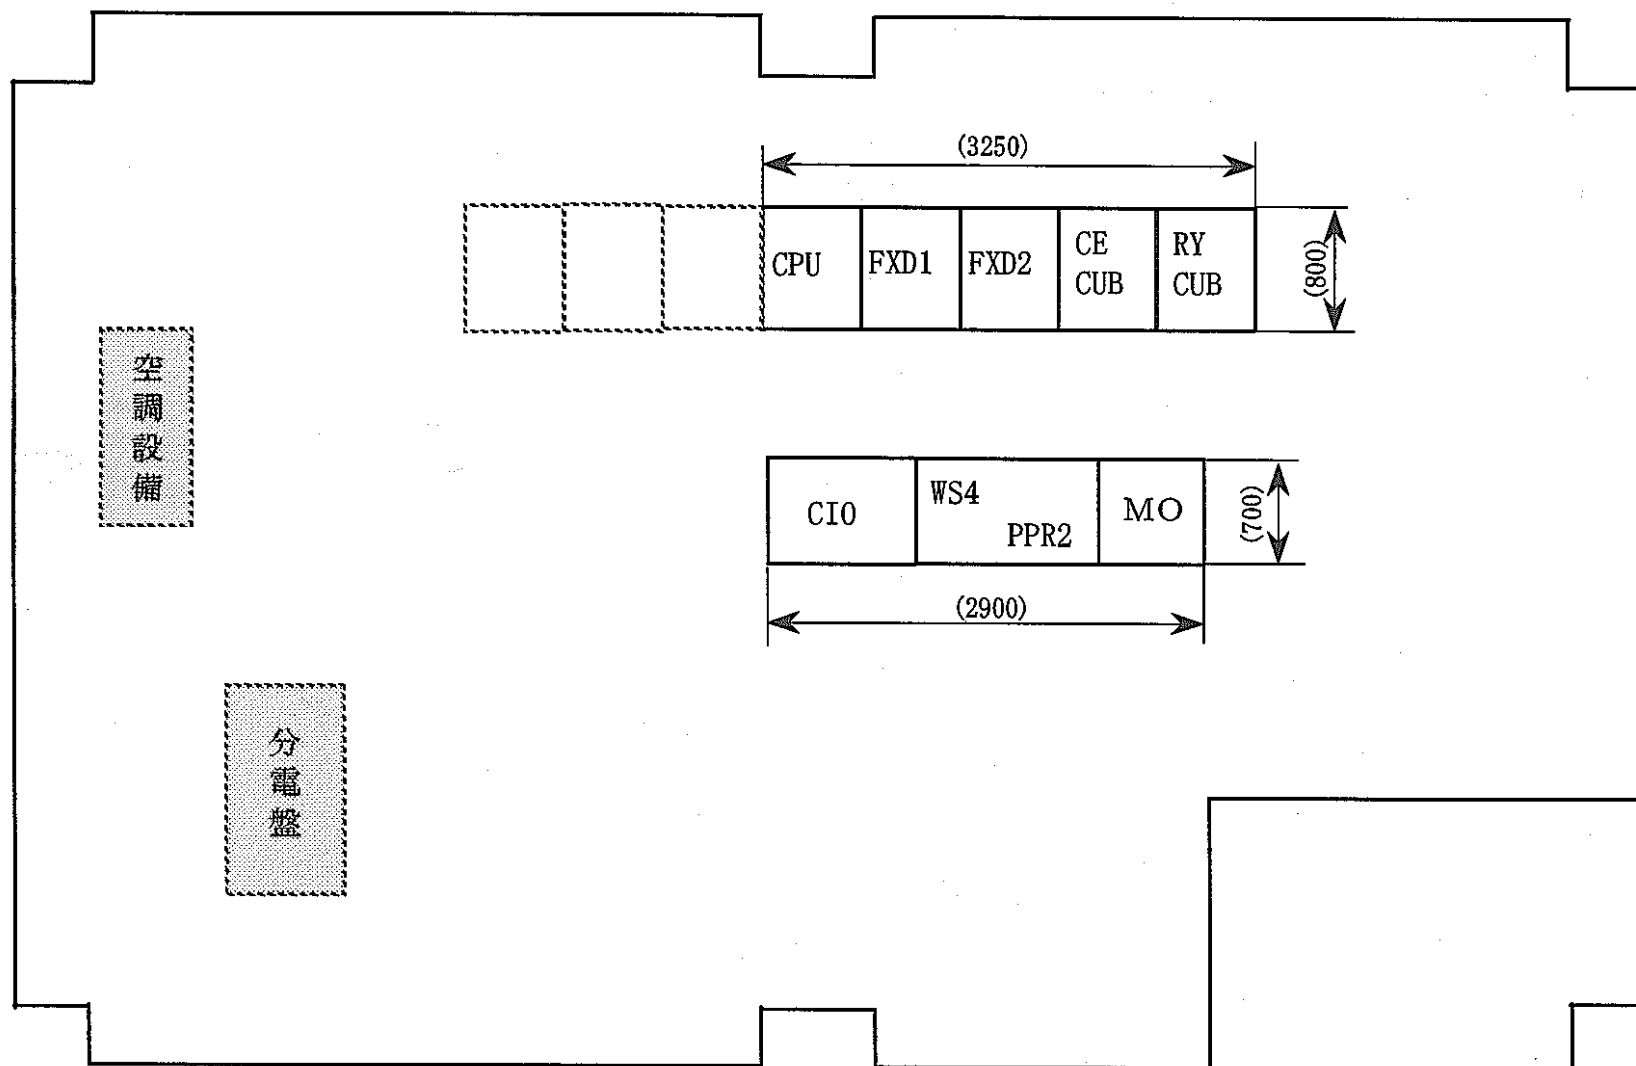 (3250)
CPU
FXD1
FXD2
CE
CUB
RY
CUB
(800)
空調設備
CIO
WS4
PPR2
MO
(700)
(2900)
分電盤